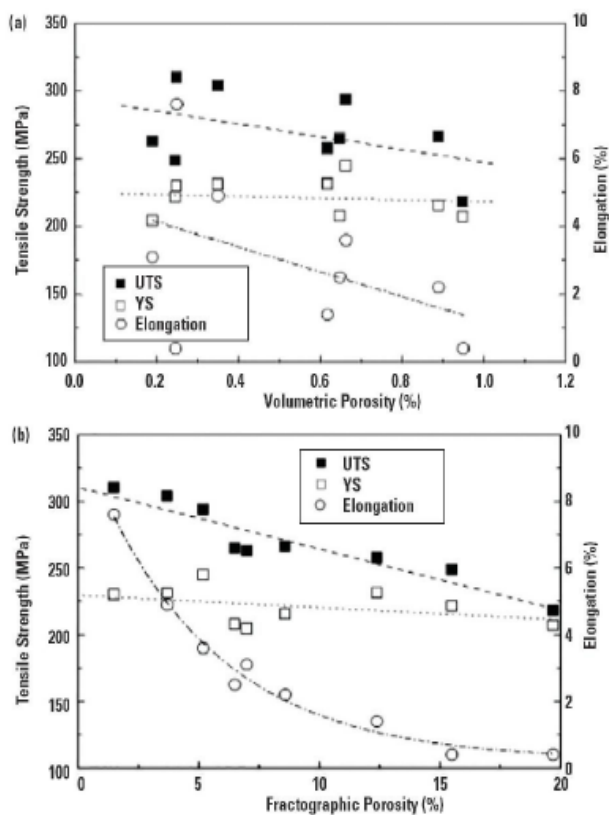 (a)
350
300
250
200
150
100
Tensile Strength (MPa)
UTS
YS
Elongation
10
8
6
4
2
0
Elongation (%)
0.0 0.2 0.4 0.6 0.8 1.0 1.2
Volumetric Porosity (%)
(b)
350
300
250
200
150
100
Tensile Strength (MPa)
UTS
YS
Elongation
10
8
6
4
2
0
Elongation (%)
0 5 10 15 20
Fractographic Porosity (%)